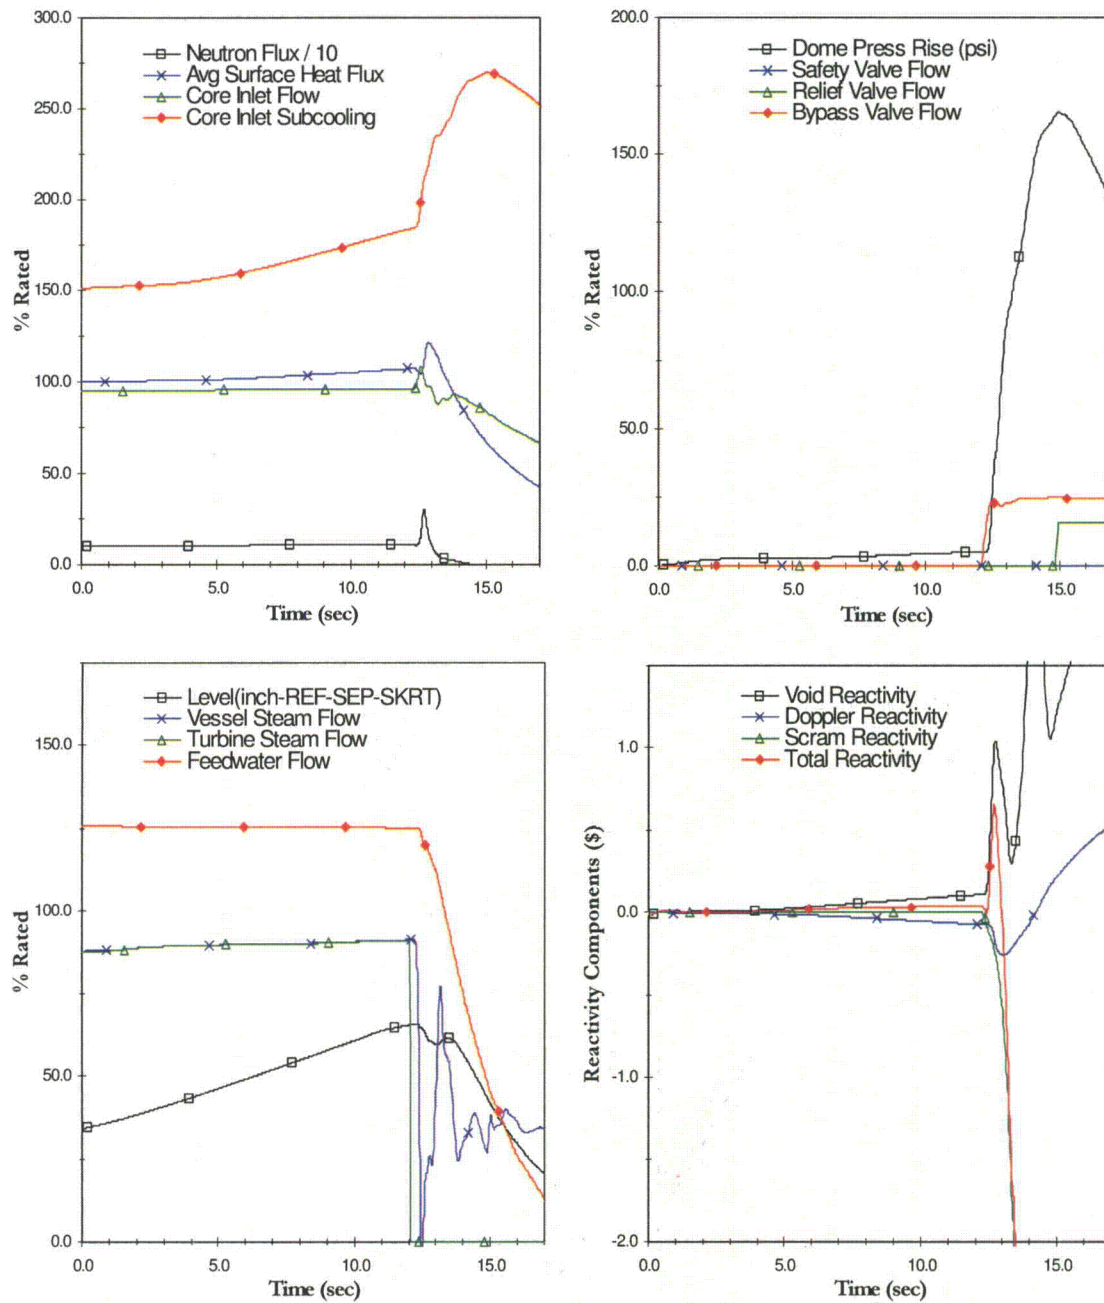 300.0
250.0
200.0
150.0
100.0
50.0
0.0
% Rated
Neutron Flux / 10
Avg Surface Heat Flux
Core Inlet Flow
Core Inlet Subcooling
0.0
5.0
10.0
15.0
Time (sec)
200.0
150.0
100.0
50.0
0.0
% Rated
Dome Press Rise (psi)
Safety Valve Flow
Relief Valve Flow
Bypass Valve Flow
0.0
5.0
10.0
15.0
Time (sec)
150.0
100.0
50.0
0.0
% Rated
Level(inch-REF-SEP-SKRT)
Vessel Steam Flow
Turbine Steam Flow
Feedwater Flow
0.0
5.0
10.0
15.0
Time (sec)
1.0
0.0
-1.0
-2.0
Reactivity Components ($)
Void Reactivity
Doppler Reactivity
Scram Reactivity
Total Reactivity
0.0
5.0
10.0
15.0
Time (sec)